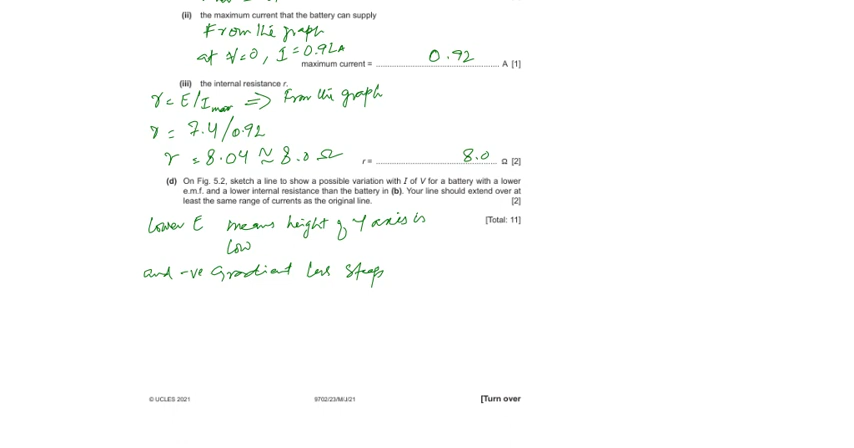 (ii) the maximum current that the battery can supply
From the graph
at V=0, I = 0.92A
maximum current = ........ 0.92 ........ A [1]
(iii) the internal resistance r.
r = E/Imax => From the graph
r = 7.4/0.92
r = 8.04 ≈ 8.0 Ω
r = ........ 8.0 ........ Ω [2]
(d) On Fig. 5.2, sketch a line to show a possible variation with I of V for a battery with a lower
e.m.f. and a lower internal resistance than the battery in (b). Your line should extend over at
least the same range of currents as the original line. [2]
[Total: 11]
lower E means height of Y axis is
low
and -ve Gradient less steep
© UCLES 2021 9702/23/M/J/21 [Turn over